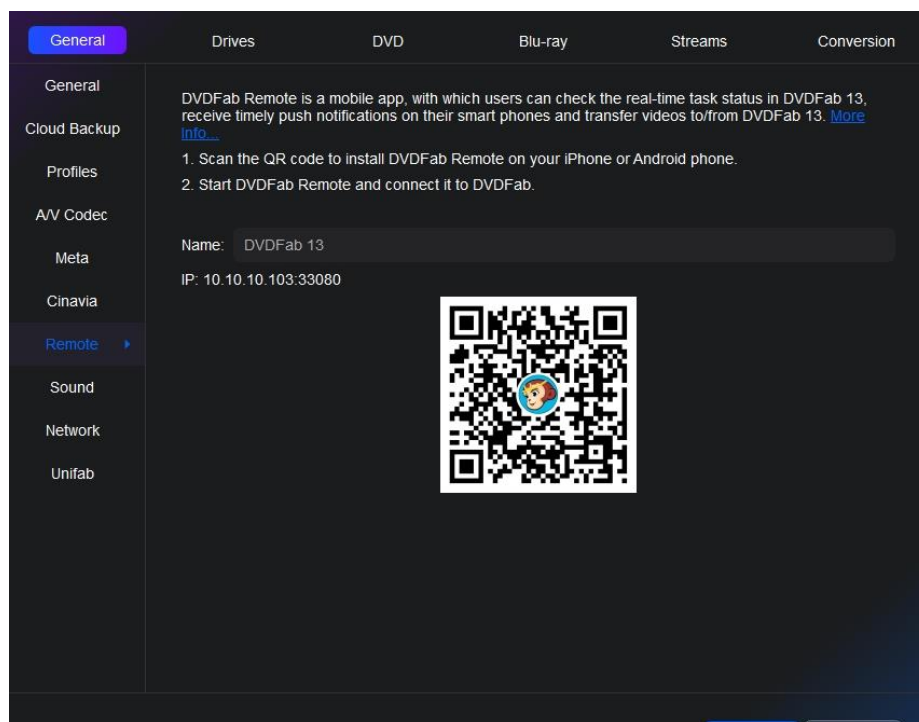 General
Drives
DVD
Blu-ray
Streams
Conversion
General
Cloud Backup
Profiles
A/V Codec
Meta
Cinavia
Remote
Sound
Network
Unifab
DVDFab Remote is a mobile app, with which users can check the real-time task status in DVDFab 13,
receive timely push notifications on their smart phones and transfer videos to/from DVDFab 13. More
Info...
1. Scan the QR code to install DVDFab Remote on your iPhone or Android phone.
2. Start DVDFab Remote and connect it to DVDFab.
Name: DVDFab 13
IP: 10.10.10.103:33080